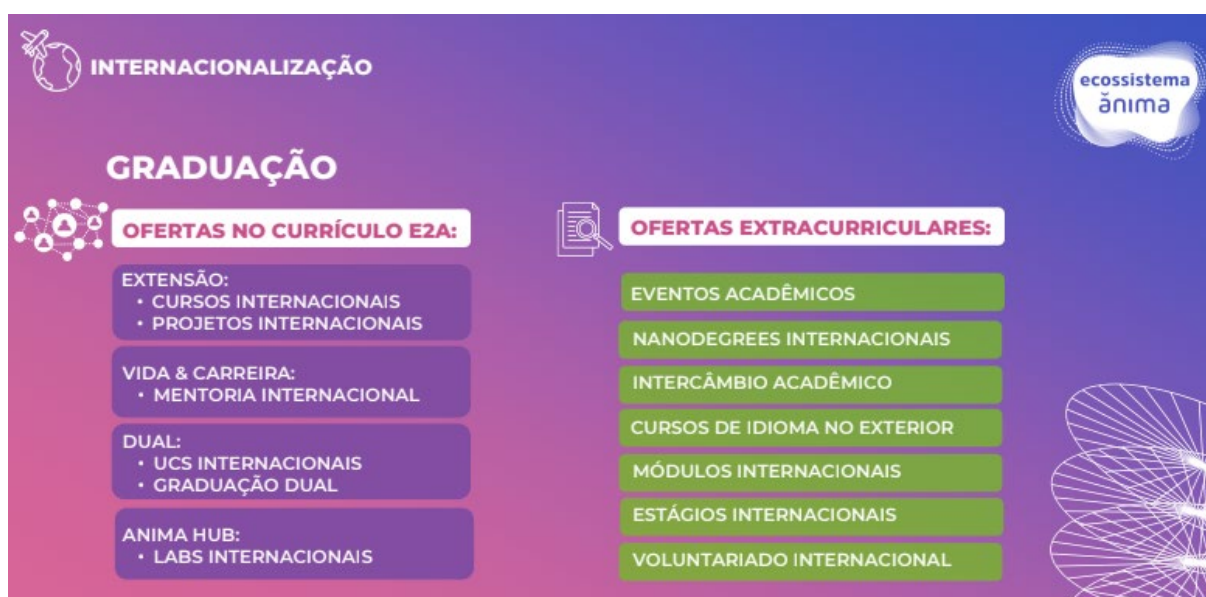 INTERNACIONALIZAÇÃO
ecossistema
ănıma
GRADUAÇÃO
OFERTAS NO CURRÍCULO E2A:
EXTENSÃO:
• CURSOS INTERNACIONAIS
• PROJETOS INTERNACIONAIS
VIDA & CARREIRA:
• MENTORIA INTERNACIONAL
DUAL:
• UCS INTERNACIONAIS
• GRADUAÇÃO DUAL
ANIMA HUB:
• LABS INTERNACIONAIS
OFERTAS EXTRACURRICULARES:
EVENTOS ACADÊMICOS
NANODEGREES INTERNACIONAIS
INTERCÂMBIO ACADÊMICO
CURSOS DE IDIOMA NO EXTERIOR
MÓDULOS INTERNACIONAIS
ESTÁGIOS INTERNACIONAIS
VOLUNTARIADO INTERNACIONAL